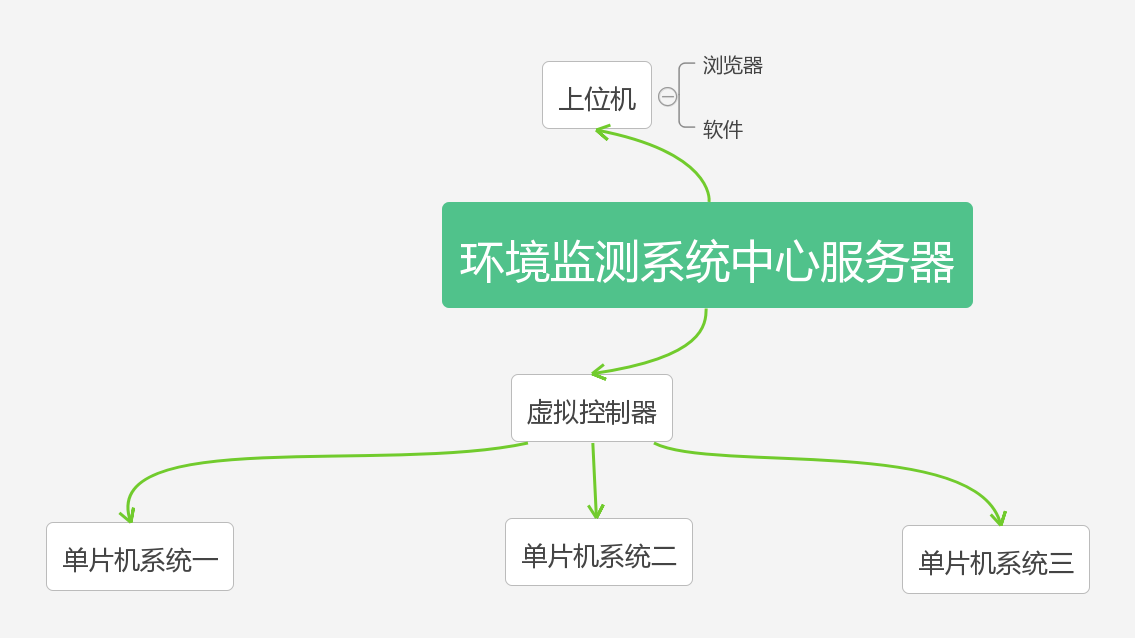 浏览器
上位机
软件
环境监测系统中心服务器
虚拟控制器
单片机系统一
单片机系统二
单片机系统三